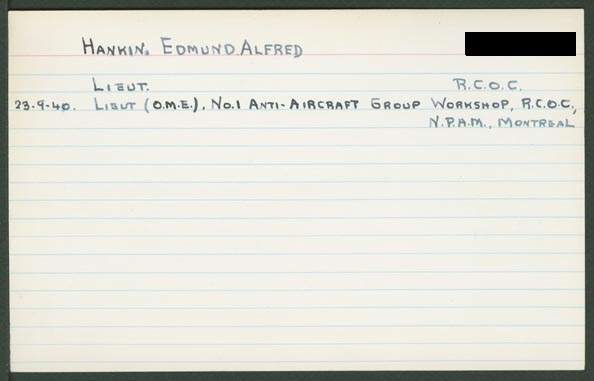 HANKIN, EDMUND ALFRED
LIEUT. R.C.O.C.
23-9-40. LIEUT (O.M.E.), NO.1 ANTI-AIRCRAFT GROUP WORKSHOP, R.C.O.C.,
N.P.A.M., MONTREAL